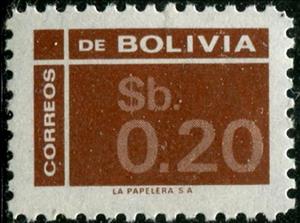 CORREOS
DE BOLIVIA
$b.
0.20
LA PAPELERA S A